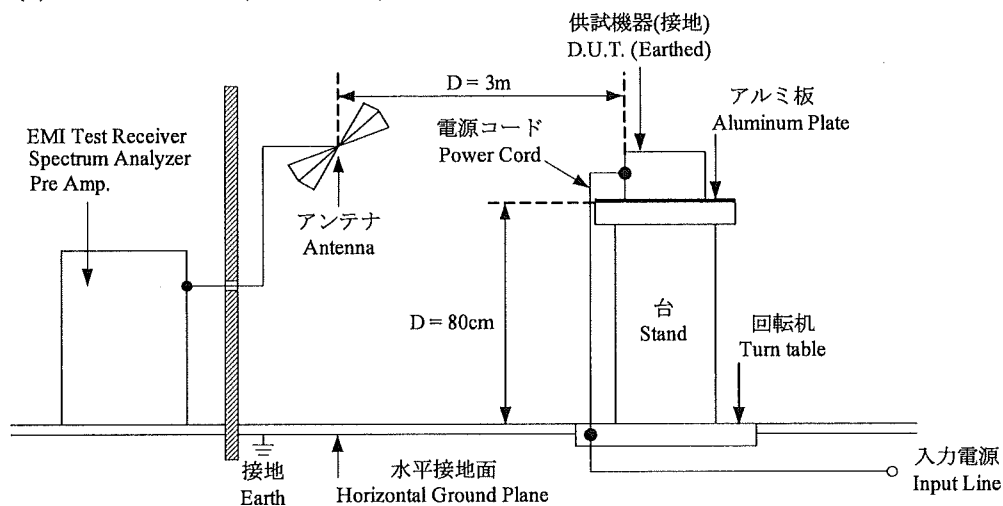 供試機器(接地)
D.U.T. (Earthed)
D = 3m
アルミ板
Aluminum Plate
電源コード
Power Cord
EMI Test Receiver
Spectrum Analyzer
Pre Amp.
アンテナ
Antenna
D = 80cm
台
Stand
回転机
Turn table
接地
Earth
水平接地面
Horizontal Ground Plane
入力電源
Input Line